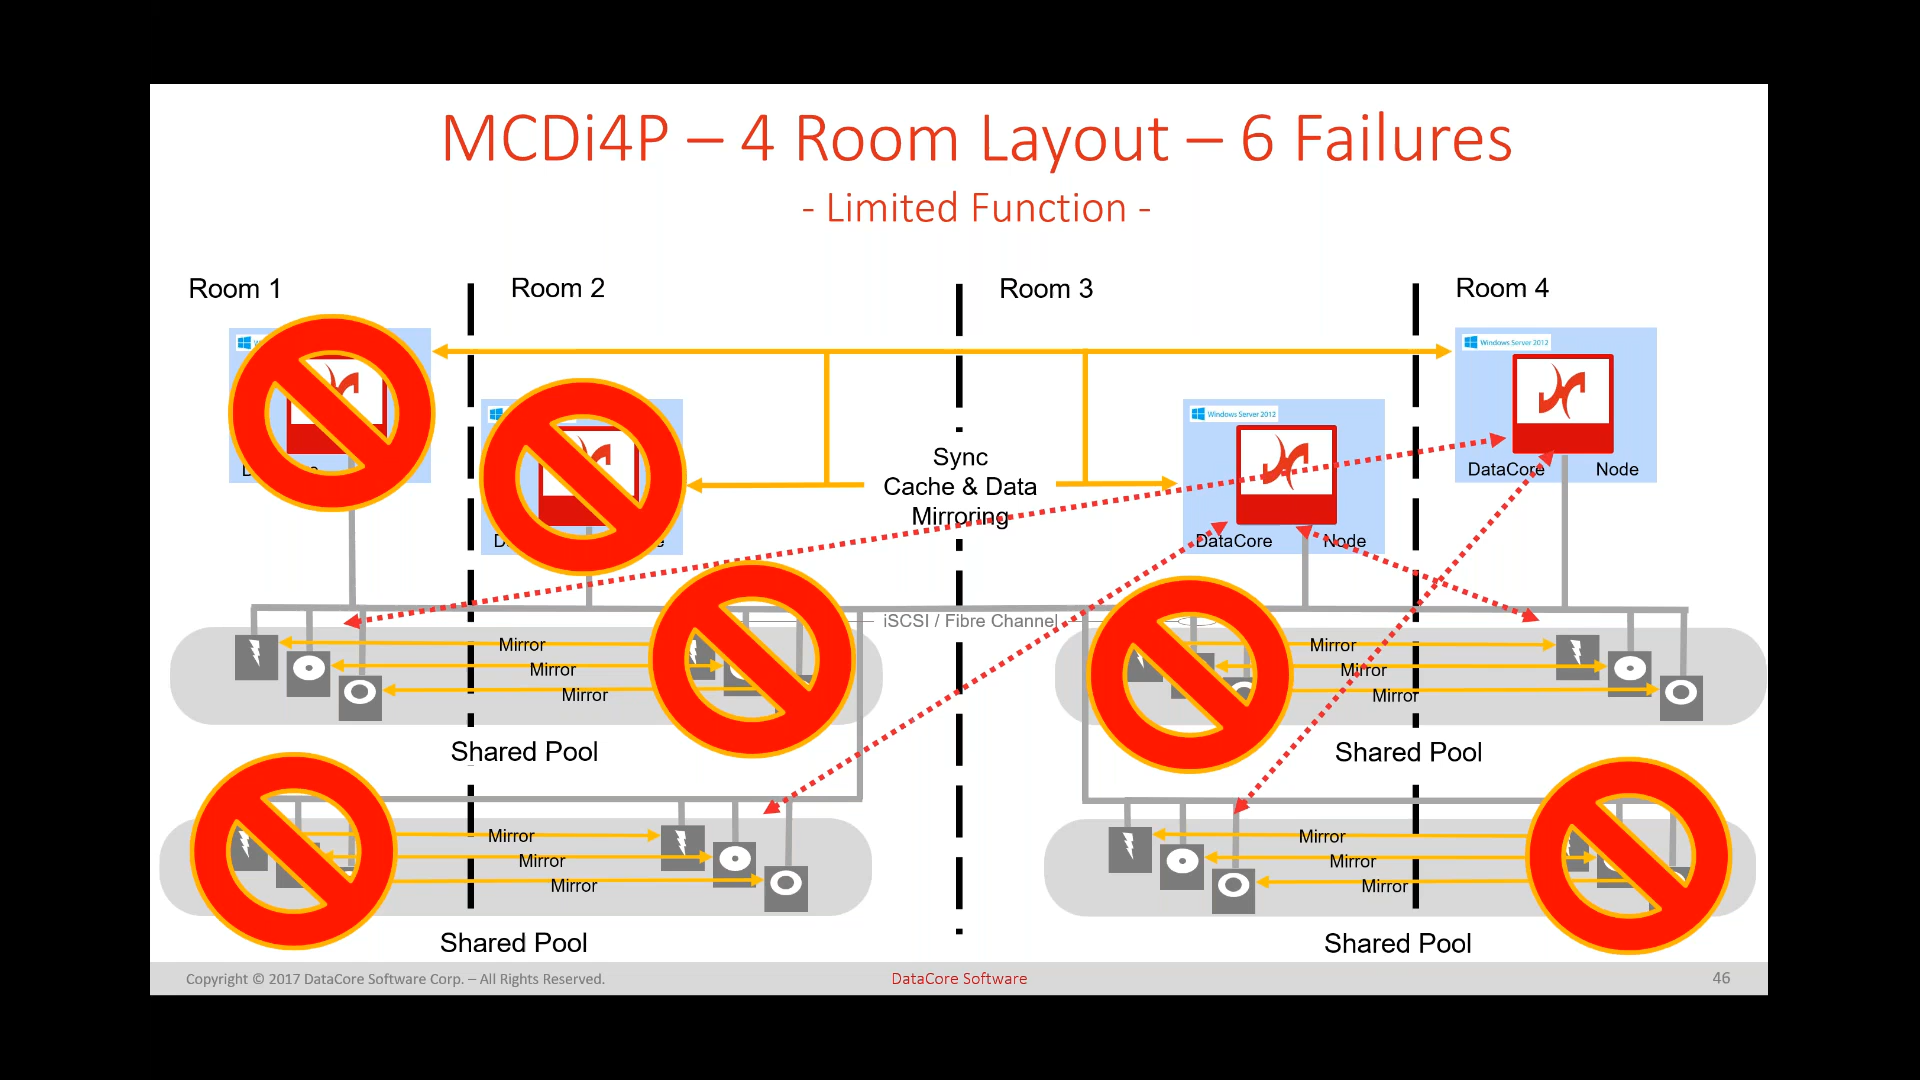 MCDi4P – 4 Room Layout – 6 Failures
- Limited Function -
Room 1
Room 2
Room 3
Room 4
Windows Server 2012
Windows Server 2012
DataCore Node
DataCore Node
Sync
Cache & Data
Mirroring
iSCSI / Fibre Channel
Mirror
Mirror
Mirror
Mirror
Mirror
Mirror
Shared Pool
Shared Pool
Mirror
Mirror
Mirror
Mirror
Mirror
Mirror
Shared Pool
Shared Pool
Copyright © 2017 DataCore Software Corp. – All Rights Reserved.
DataCore Software
46